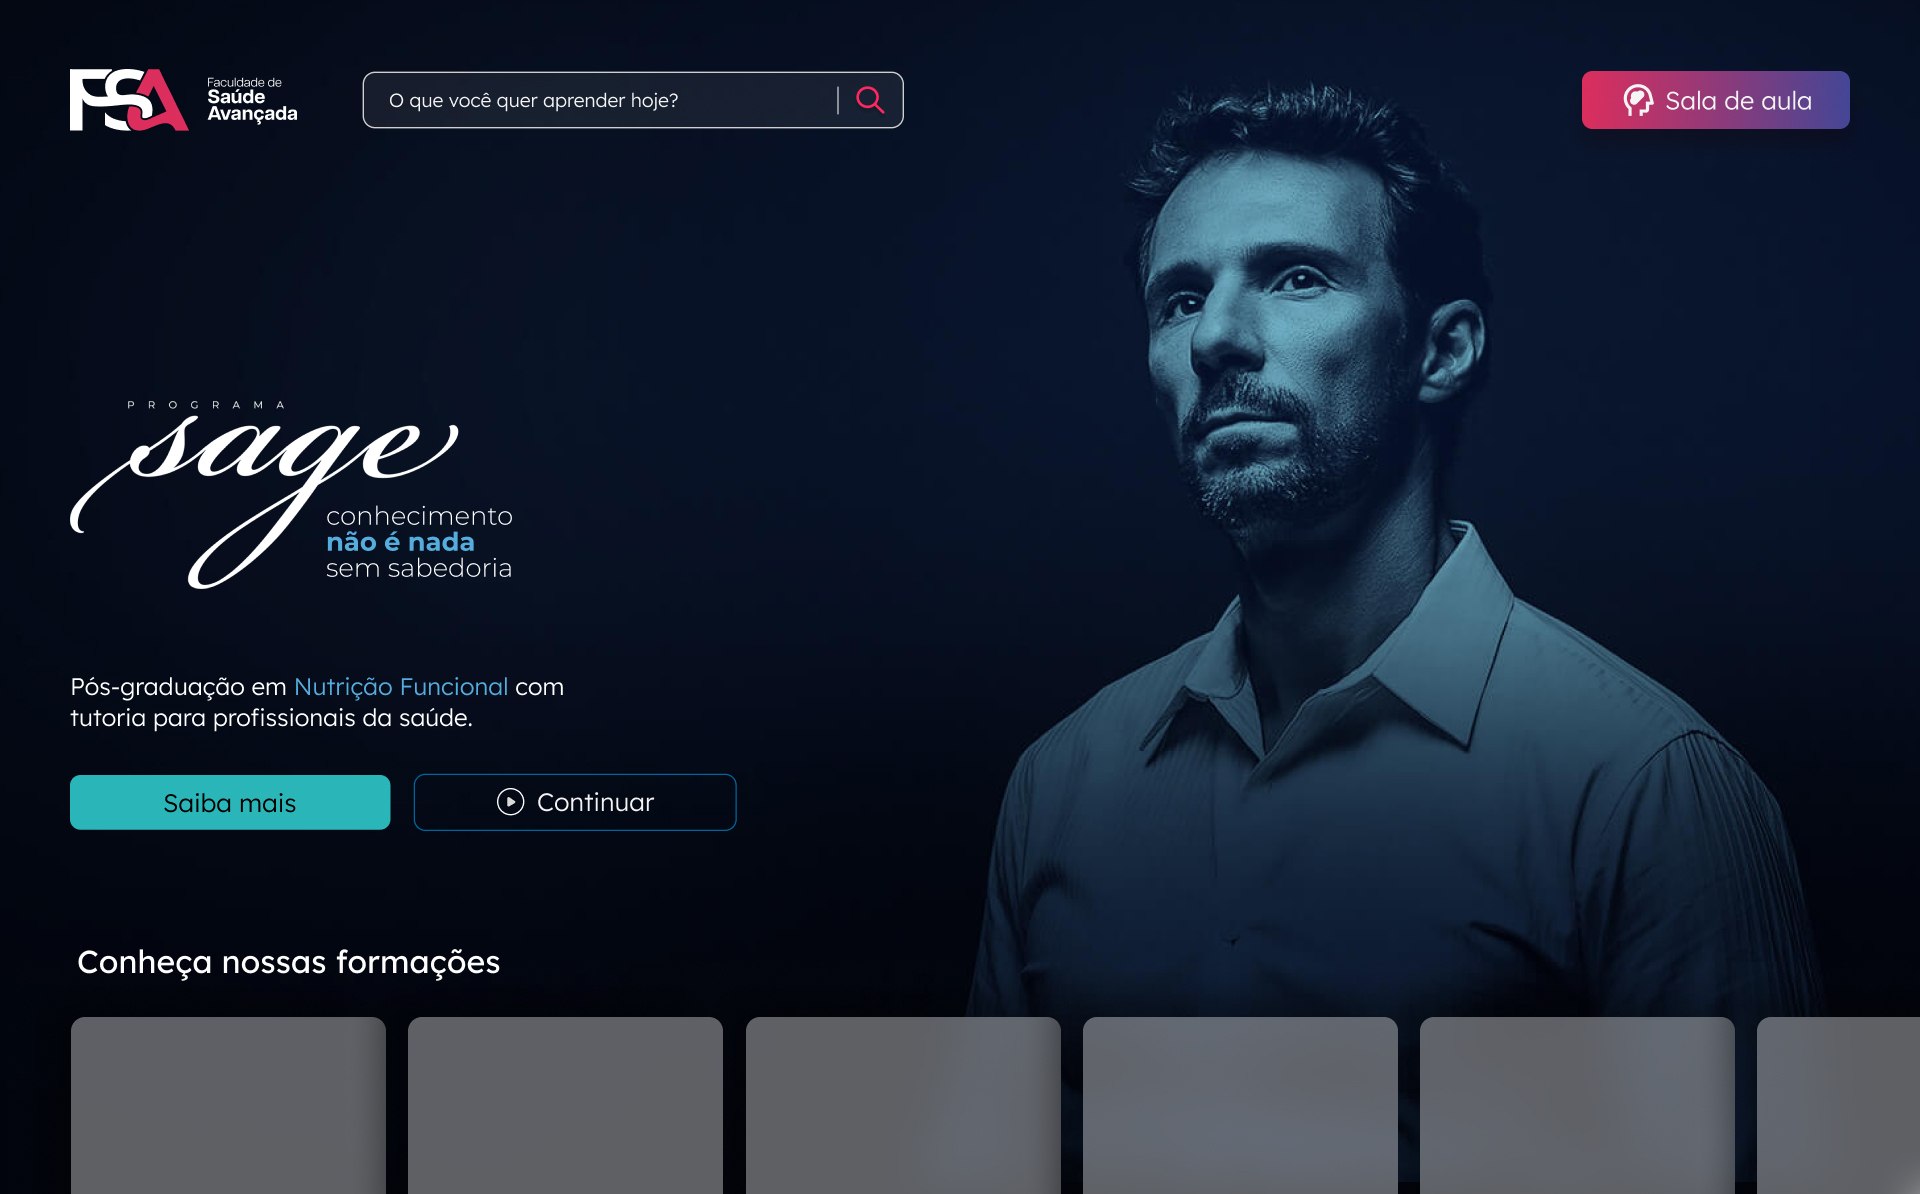 FSA
Faculdade de
Saúde
Avançada
O que você quer aprender hoje?
Sala de aula
PROGRAMA
sage
conhecimento
não é nada
sem sabedoria
Pós-graduação em Nutrição Funcional com
tutoria para profissionais da saúde.
Saiba mais
Continuar
Conheça nossas formações